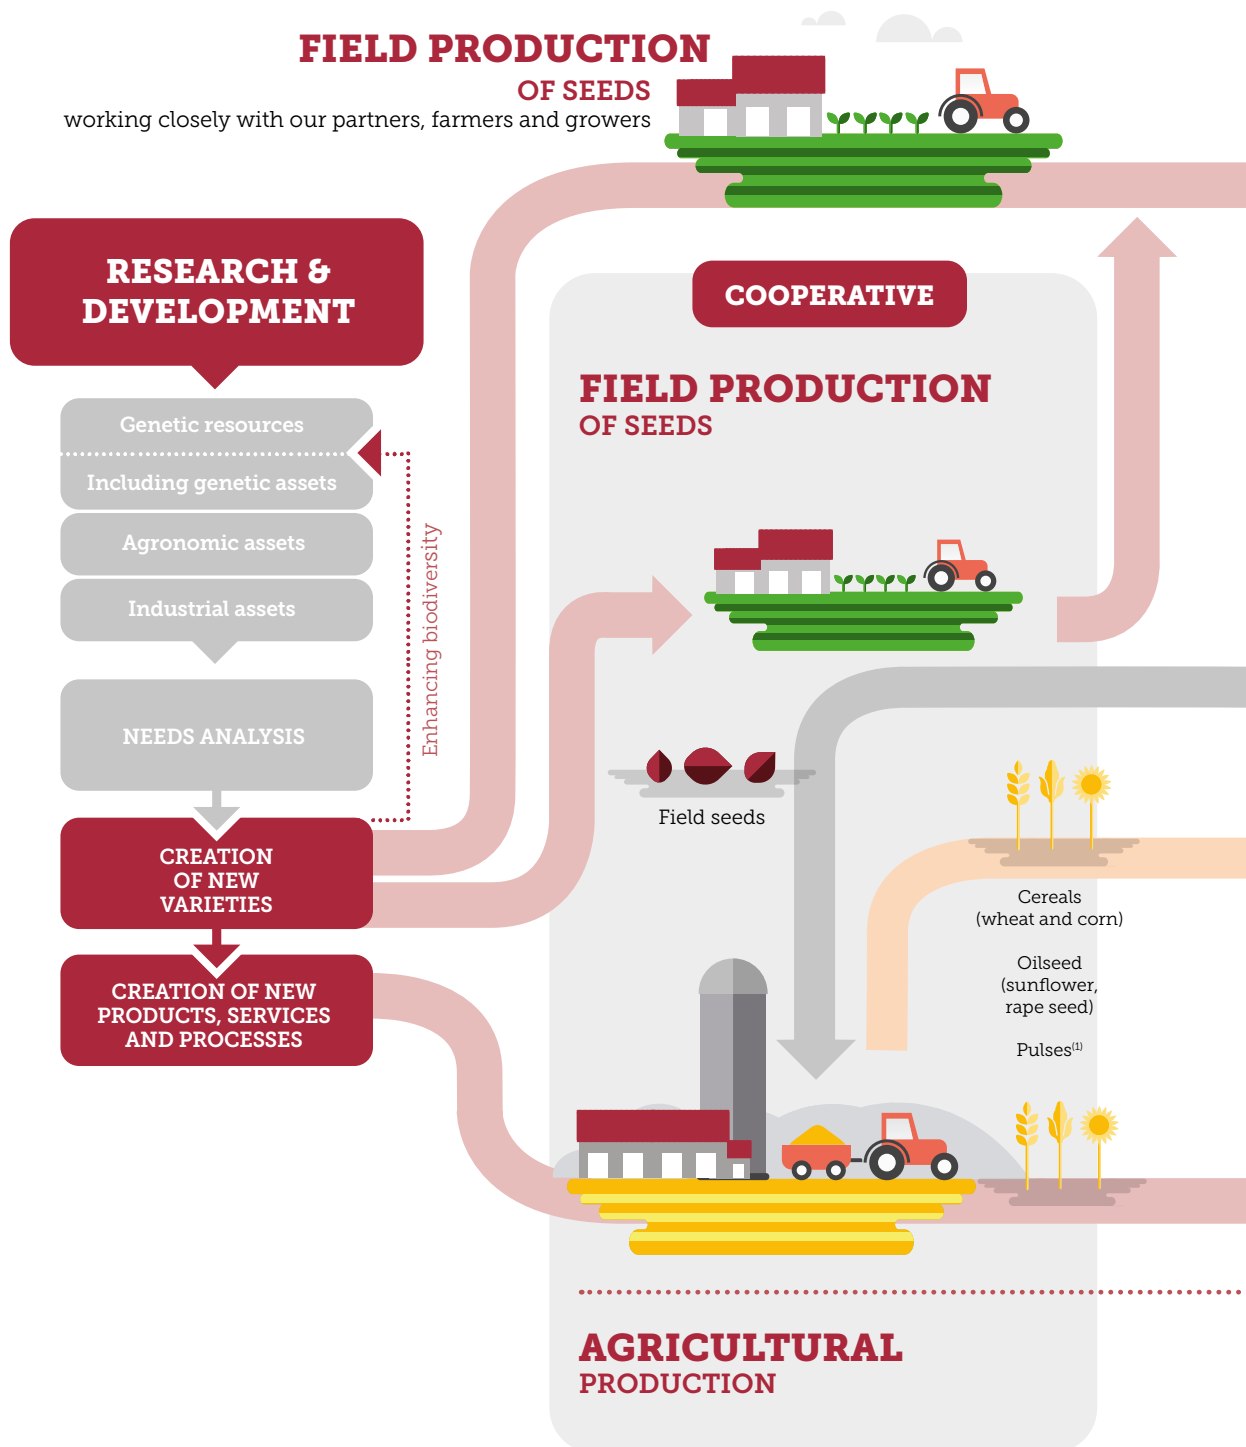 FIELD PRODUCTION
OF SEEDS
working closely with our partners, farmers and growers
RESEARCH &
DEVELOPMENT
Genetic resources
Including genetic assets
Agronomic assets
Industrial assets
Enhancing biodiversity
NEEDS ANALYSIS
CREATION
OF NEW
VARIETIES
CREATION OF NEW
PRODUCTS, SERVICES
AND PROCESSES
COOPERATIVE
FIELD PRODUCTION
OF SEEDS
Field seeds
Cereals
(wheat and corn)
Oilseed
(sunflower,
rape seed)
Pulses(1)
AGRICULTURAL
PRODUCTION